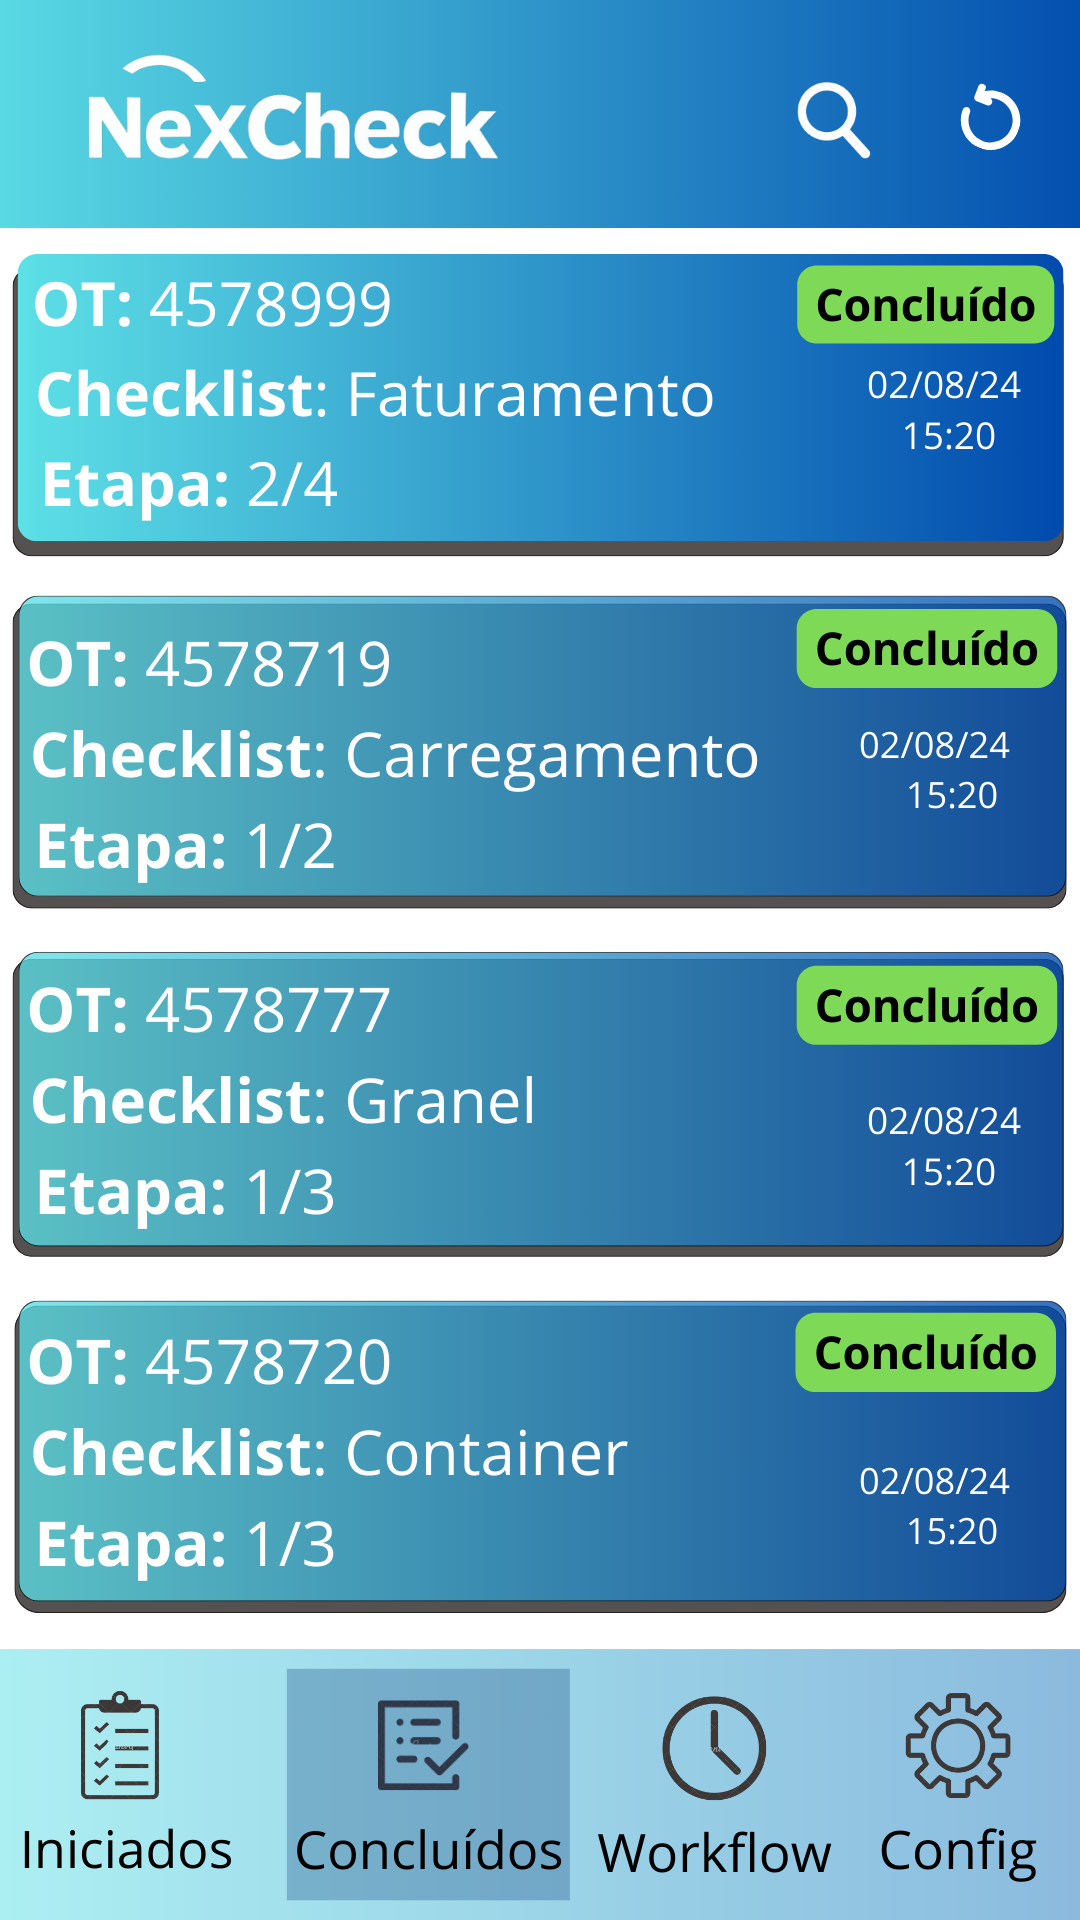 NexCheck
OT: 4578999
Concluído
Checklist: Faturamento
02/08/24
15:20
Etapa: 2/4
OT: 4578719
Concluído
Checklist: Carregamento
02/08/24
15:20
Etapa: 1/2
OT: 4578777
Concluído
Checklist: Granel
02/08/24
15:20
Etapa: 1/3
OT: 4578720
Concluído
Checklist: Container
02/08/24
15:20
Etapa: 1/3
Iniciados
Concluídos
Workflow
Config